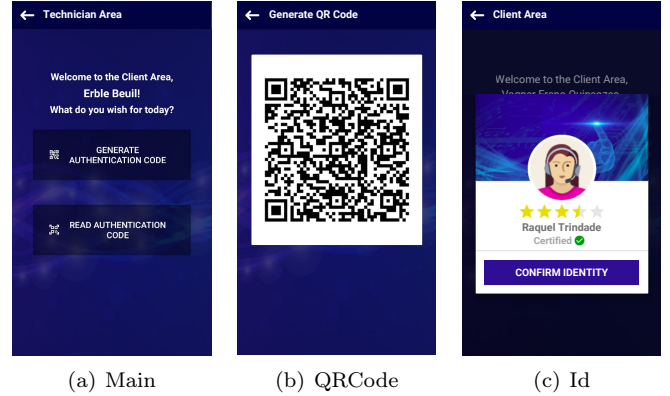 Technician Area
Welcome to the Client Area,
Erble Beuil!
What do you wish for today?
GENERATE
AUTHENTICATION CODE
READ AUTHENTICATION
CODE
(a) Main
Generate QR Code
(b) QRCode
Client Area
Welcome to the Client Area,
Raquel Trindade
Certified
CONFIRM IDENTITY
(c) Id